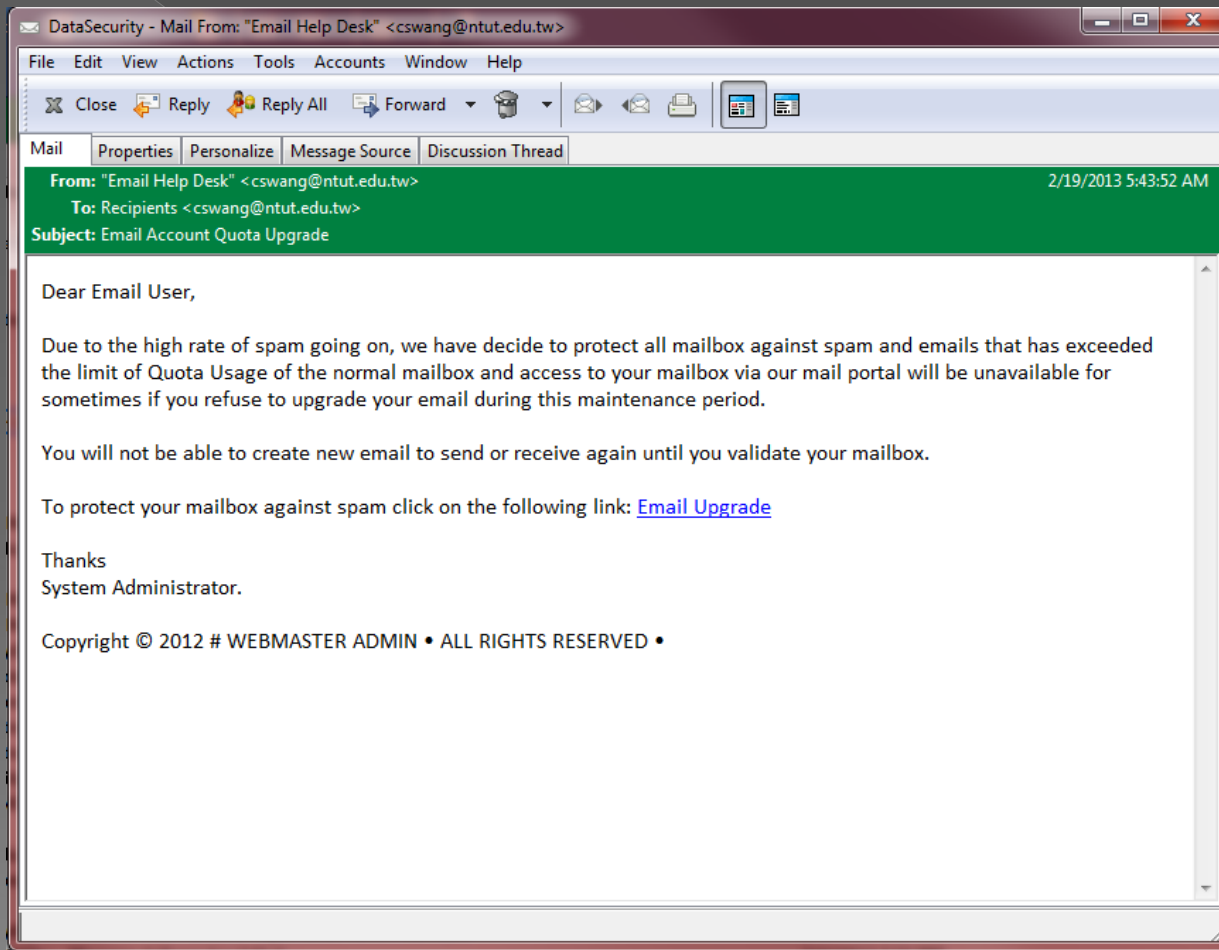 DataSecurity - Mail From: "Email Help Desk" <cswang@ntut.edu.tw>
File Edit View Actions Tools Accounts Window Help
Close Reply Reply All Forward
Mail Properties Personalize Message Source Discussion Thread
From: "Email Help Desk" <cswang@ntut.edu.tw> 2/19/2013 5:43:52 AM
To: Recipients <cswang@ntut.edu.tw>
Subject: Email Account Quota Upgrade
Dear Email User,
Due to the high rate of spam going on, we have decide to protect all mailbox against spam and emails that has exceeded
the limit of Quota Usage of the normal mailbox and access to your mailbox via our mail portal will be unavailable for
sometimes if you refuse to upgrade your email during this maintenance period.
You will not be able to create new email to send or receive again until you validate your mailbox.
To protect your mailbox against spam click on the following link: Email Upgrade
Thanks
System Administrator.
Copyright © 2012 # WEBMASTER ADMIN • ALL RIGHTS RESERVED •